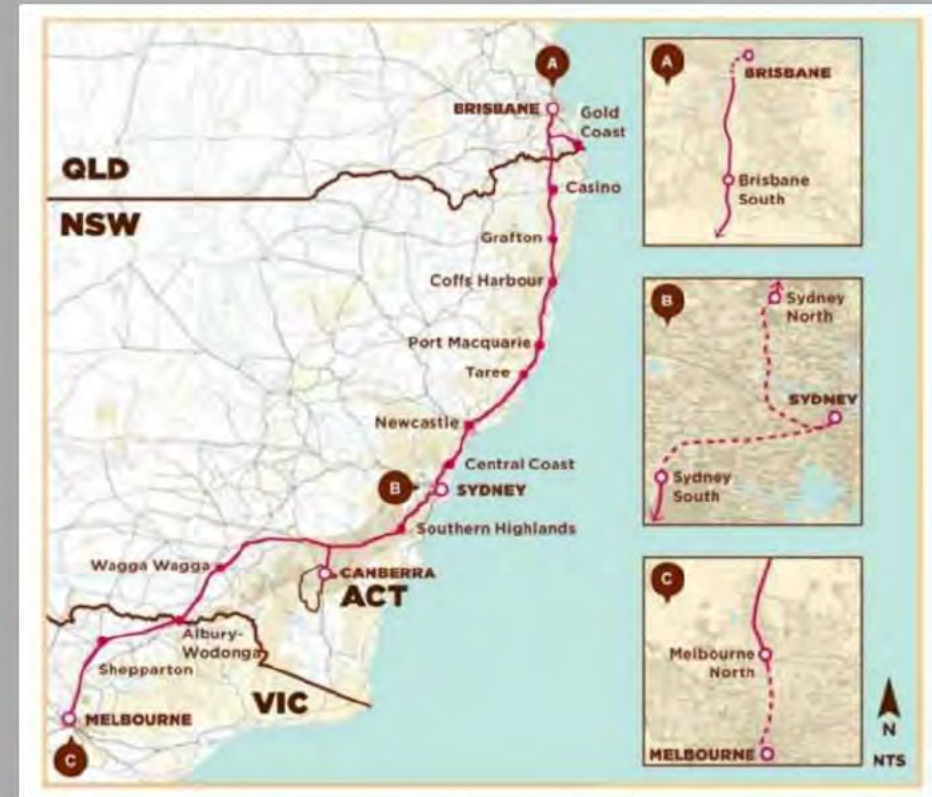 A
BRISBANE
Gold
Coast
QLD
Casino
NSW
Grafton
Coffs Harbour
Port Macquarie
Taree
Newcastle
Central Coast
B
SYDNEY
Southern Highlands
Wagga Wagga
CANBERRA
ACT
Albury-
Wodonga
Shepparton
VIC
MELBOURNE
C
A
BRISBANE
Brisbane
South
B
Sydney
North
SYDNEY
Sydney
South
C
Melbourne
North
MELBOURNE
N
NTS